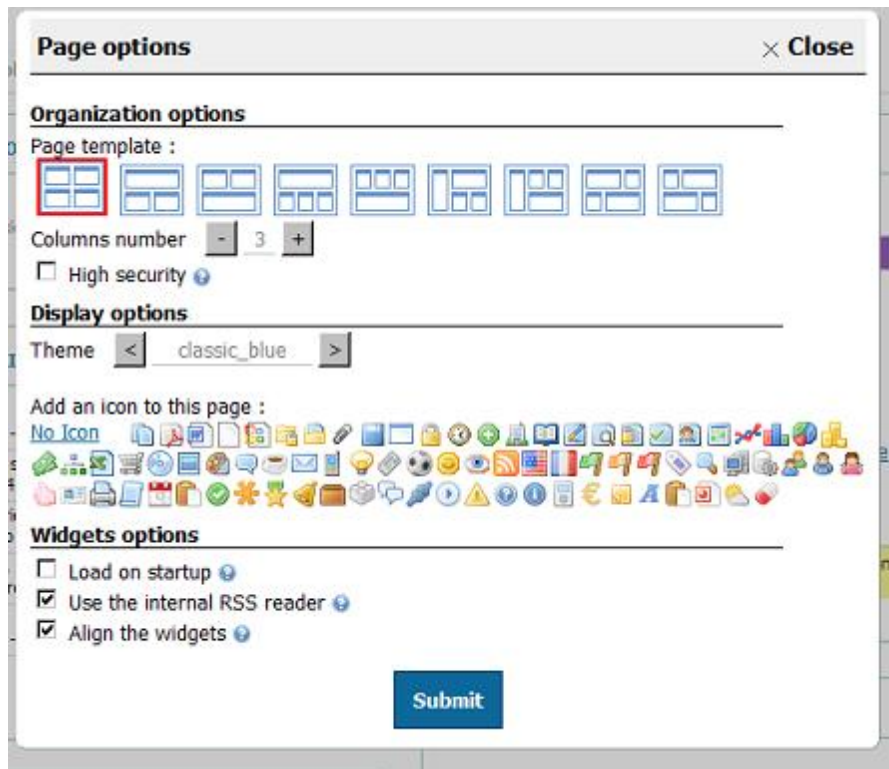 Page options
× Close
Organization options
Page template :
Columns number - 3 +
High security
Display options
Theme < classic_blue >
Add an icon to this page :
No Icon
Widgets options
Load on startup
Use the internal RSS reader
Align the widgets
Submit